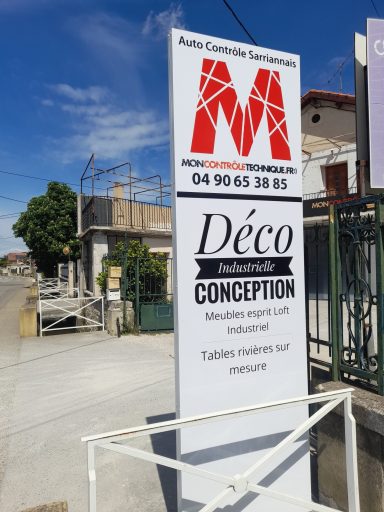 Auto Contrôle Sarriannais
M
MONCONTRÔLETECHNIQUE.FR
04 90 65 38 85
Déco
Industrielle
CONCEPTION
Meubles esprit Loft
Industriel
Tables rivières sur
mesure